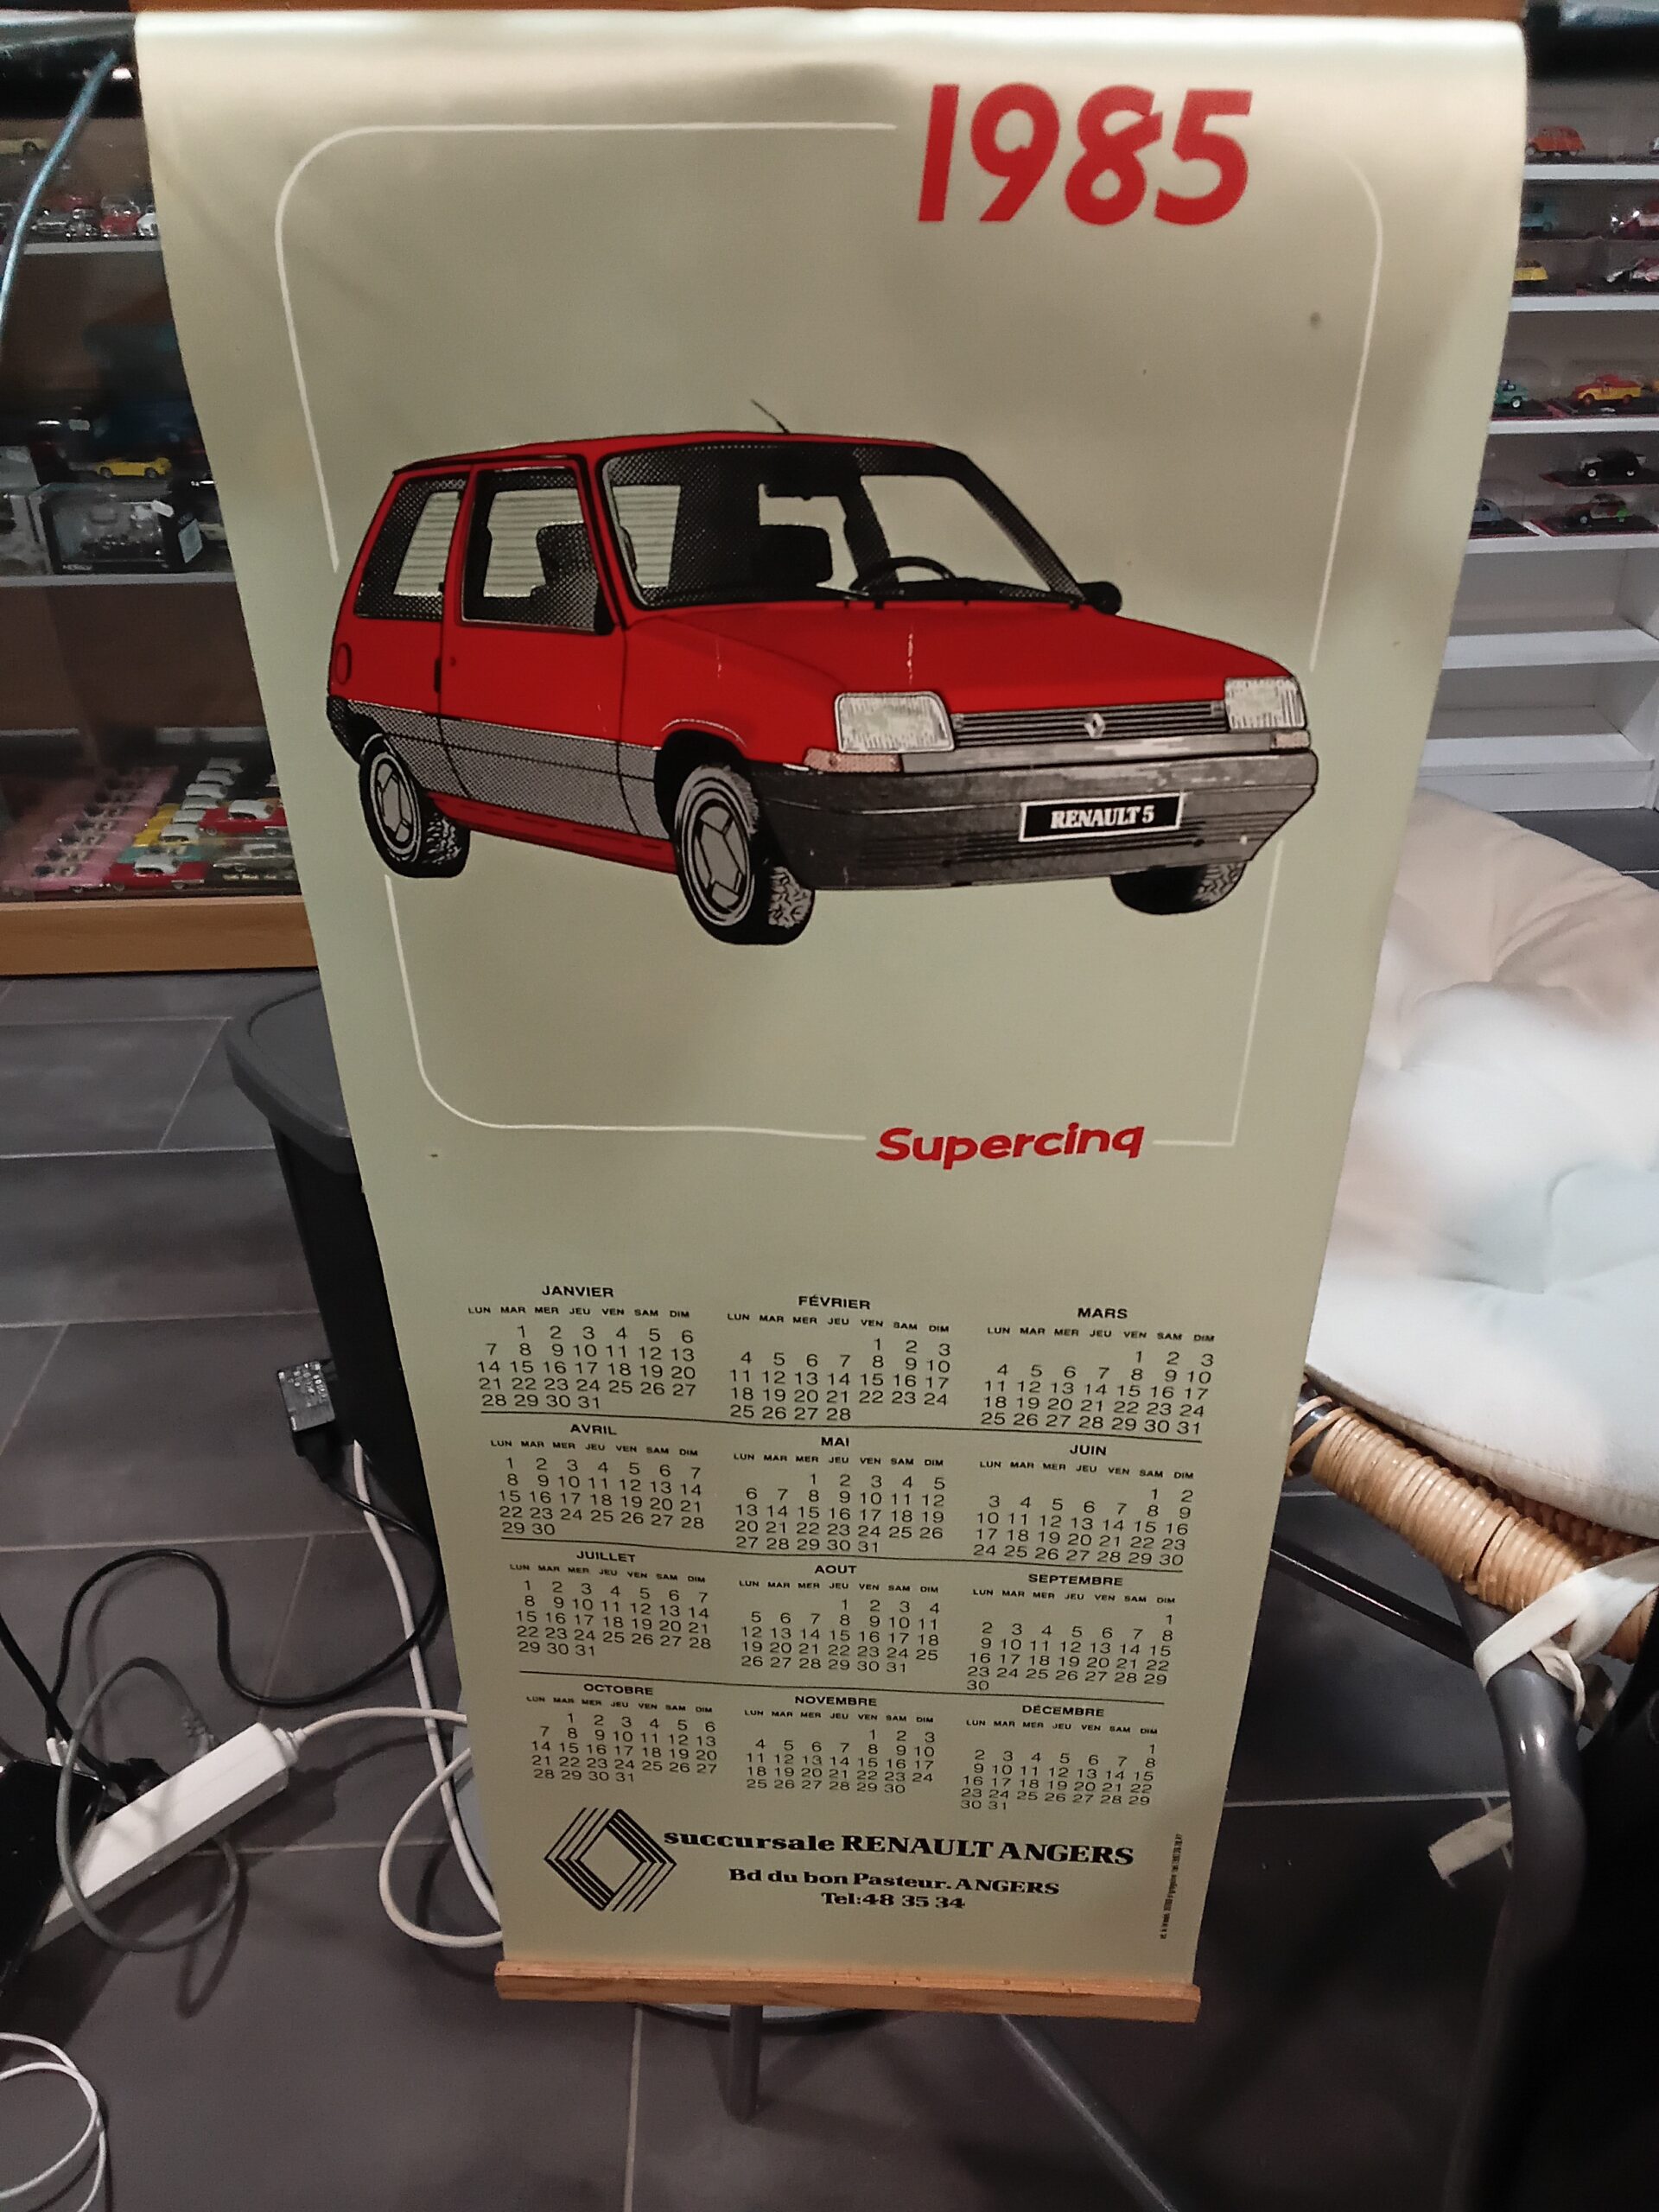 1985
RENAULT 5
Supercinq
JANVIER
LUN MAR MER JEU VEN SAM DIM
1 2 3 4 5 6
7 8 9 10 11 12 13
14 15 16 17 18 19 20
21 22 23 24 25 26 27
28 29 30 31
FÉVRIER
LUN MAR MER JEU VEN SAM DIM
1 2 3
4 5 6 7 8 9 10
11 12 13 14 15 16 17
18 19 20 21 22 23 24
25 26 27 28
MARS
LUN MAR MER JEU VEN SAM DIM
1 2 3
4 5 6 7 8 9 10
11 12 13 14 15 16 17
18 19 20 21 22 23 24
25 26 27 28 29 30 31
AVRIL
LUN MAR MER JEU VEN SAM DIM
1 2 3 4 5 6 7
8 9 10 11 12 13 14
15 16 17 18 19 20 21
22 23 24 25 26 27 28
29 30
MAI
LUN MAR MER JEU VEN SAM DIM
1 2 3 4 5
6 7 8 9 10 11 12
13 14 15 16 17 18 19
20 21 22 23 24 25 26
27 28 29 30 31
JUIN
LUN MAR MER JEU VEN SAM DIM
1 2
3 4 5 6 7 8 9
10 11 12 13 14 15 16
17 18 19 20 21 22 23
24 25 26 27 28 29 30
JUILLET
LUN MAR MER JEU VEN SAM DIM
1 2 3 4 5 6 7
8 9 10 11 12 13 14
15 16 17 18 19 20 21
22 23 24 25 26 27 28
29 30 31
AOUT
LUN MAR MER JEU VEN SAM DIM
1 2 3 4
5 6 7 8 9 10 11
12 13 14 15 16 17 18
19 20 21 22 23 24 25
26 27 28 29 30 31
SEPTEMBRE
LUN MAR MER JEU VEN SAM DIM
1
2 3 4 5 6 7 8
9 10 11 12 13 14 15
16 17 18 19 20 21 22
23 24 25 26 27 28 29
30
OCTOBRE
LUN MAR MER JEU VEN SAM DIM
1 2 3 4 5 6
7 8 9 10 11 12 13
14 15 16 17 18 19 20
21 22 23 24 25 26 27
28 29 30 31
NOVEMBRE
LUN MAR MER JEU VEN SAM DIM
1 2 3
4 5 6 7 8 9 10
11 12 13 14 15 16 17
18 19 20 21 22 23 24
25 26 27 28 29 30
DÉCEMBRE
LUN MAR MER JEU VEN SAM DIM
1
2 3 4 5 6 7 8
9 10 11 12 13 14 15
16 17 18 19 20 21 22
23 24 25 26 27 28 29
30 31
succursale RENAULT ANGERS
Bd du bon Pasteur. ANGERS
Tel:48 35 34